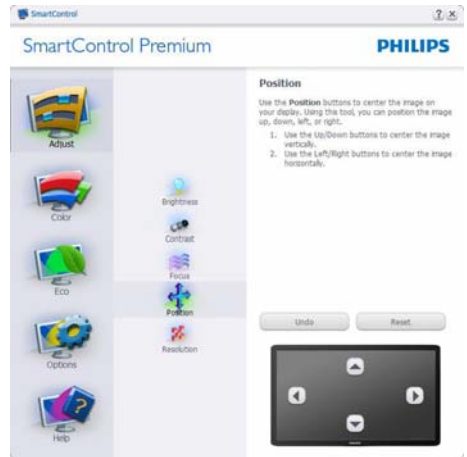 SmartControl
? ×
SmartControl Premium
PHILIPS
Adjust
Color
Eco
Options
Help
Brightness
Contrast
Focus
Position
Resolution
Position
Use the Position buttons to center the image on
your display. Using this tool, you can position the image
up, down, left, or right.
1. Use the Up/Down buttons to center the image
vertically.
2. Use the Left/Right buttons to center the image
horizontally.
Undo
Reset